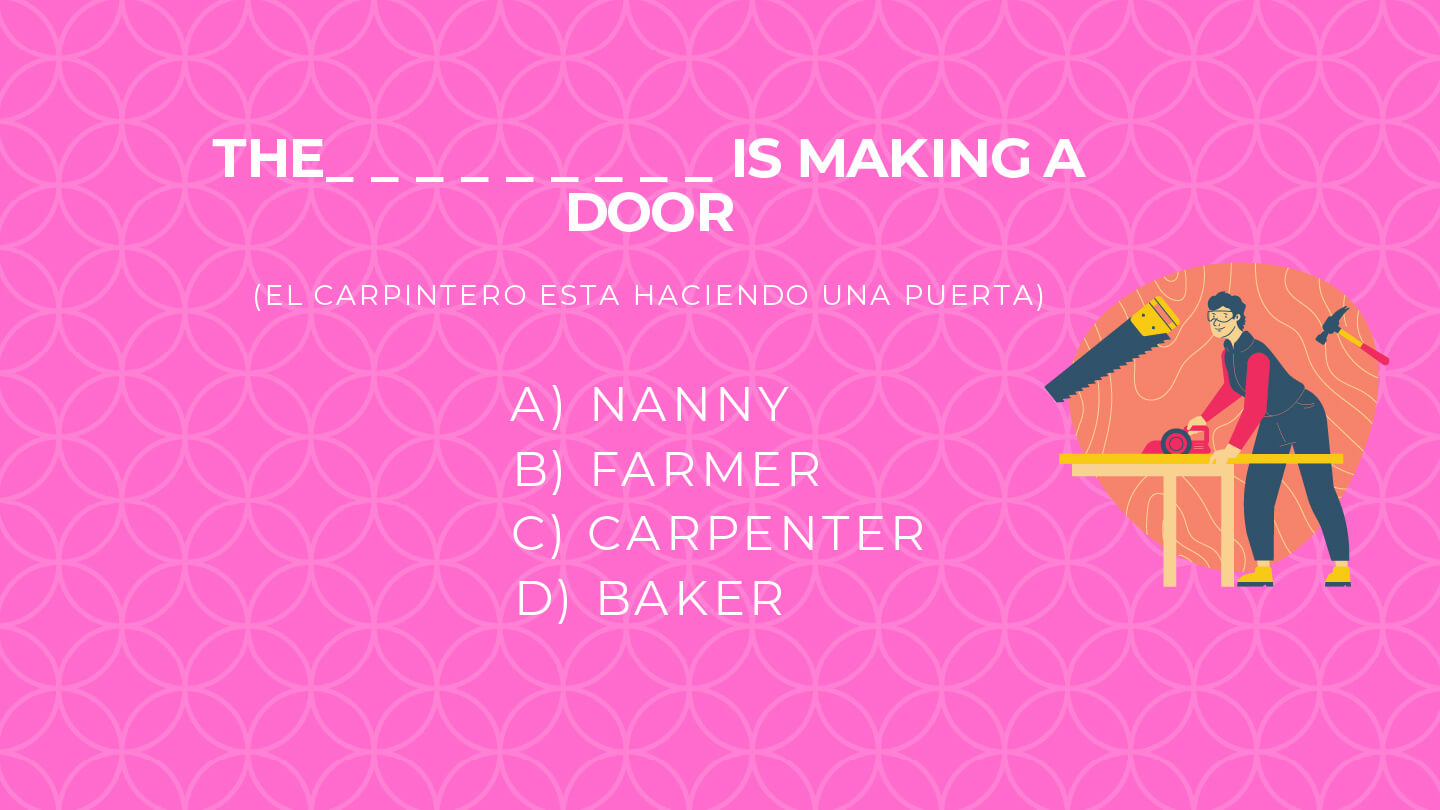 THE_ _ _ _ _ _ _ _ _ IS MAKING A
DOOR
(EL CARPINTERO ESTA HACIENDO UNA PUERTA)
A) NANNY
B) FARMER
C) CARPENTER
D) BAKER